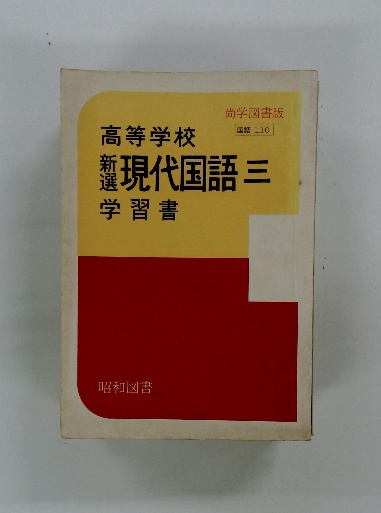 尚学図書版
国語 110
高等学校
新選 現代国語 三
学習書
昭和図書